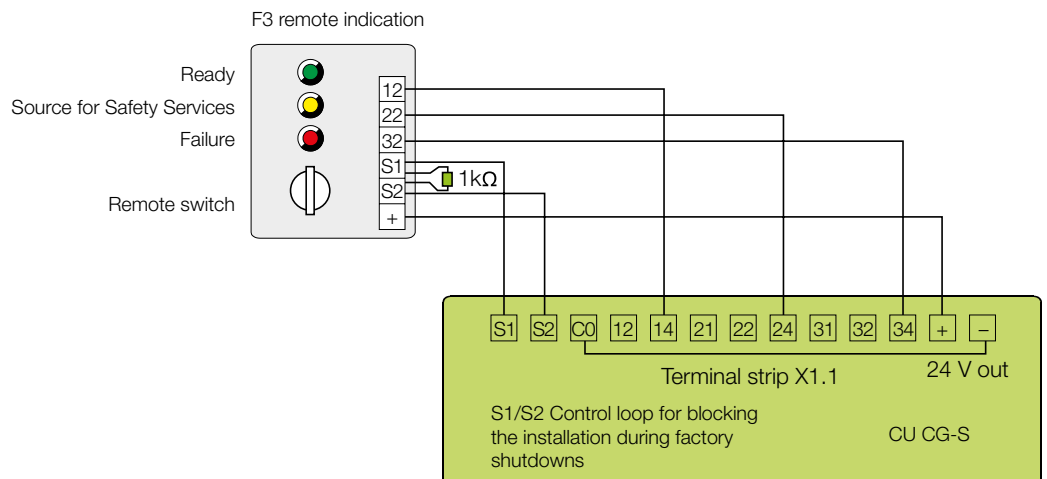 F3 remote indication
Ready
Source for Safety Services
Failure
Remote switch
12
22
32
S1
S2
+
1kΩ
S1 S2 C0 12 14 21 22 24 31 32 34 + −
Terminal strip X1.1
24 V out
S1/S2 Control loop for blocking
the installation during factory
shutdowns
CU CG-S